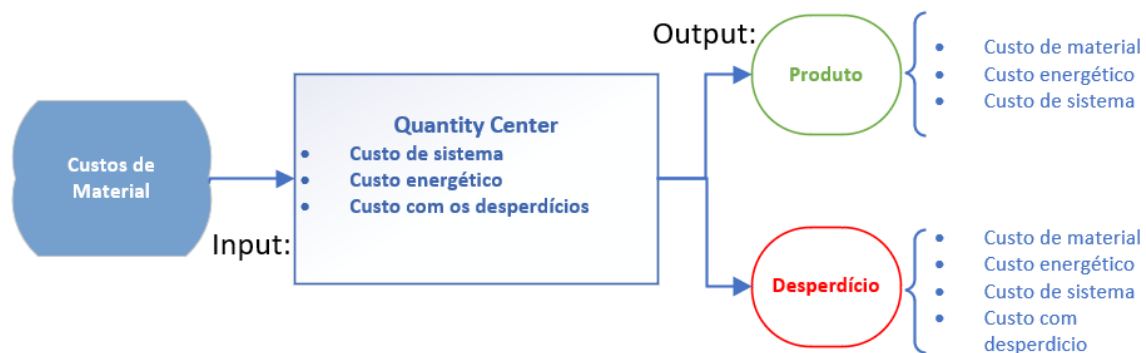 Custos de
Material
Input:
Quantity Center
• Custo de sistema
• Custo energético
• Custo com os desperdícios
Output:
Produto
• Custo de material
• Custo energético
• Custo de sistema
Desperdício
• Custo de material
• Custo energético
• Custo de sistema
• Custo com
desperdicio